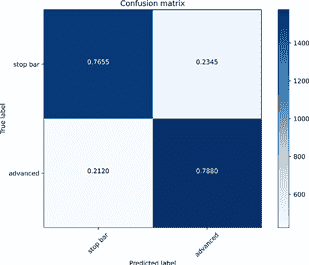 Confusion matrix
stop bar
0.7655
0.2345
1400
1200
1000
True label
800
advanced
0.2120
0.7880
600
stop bar
advanced
Predicted label